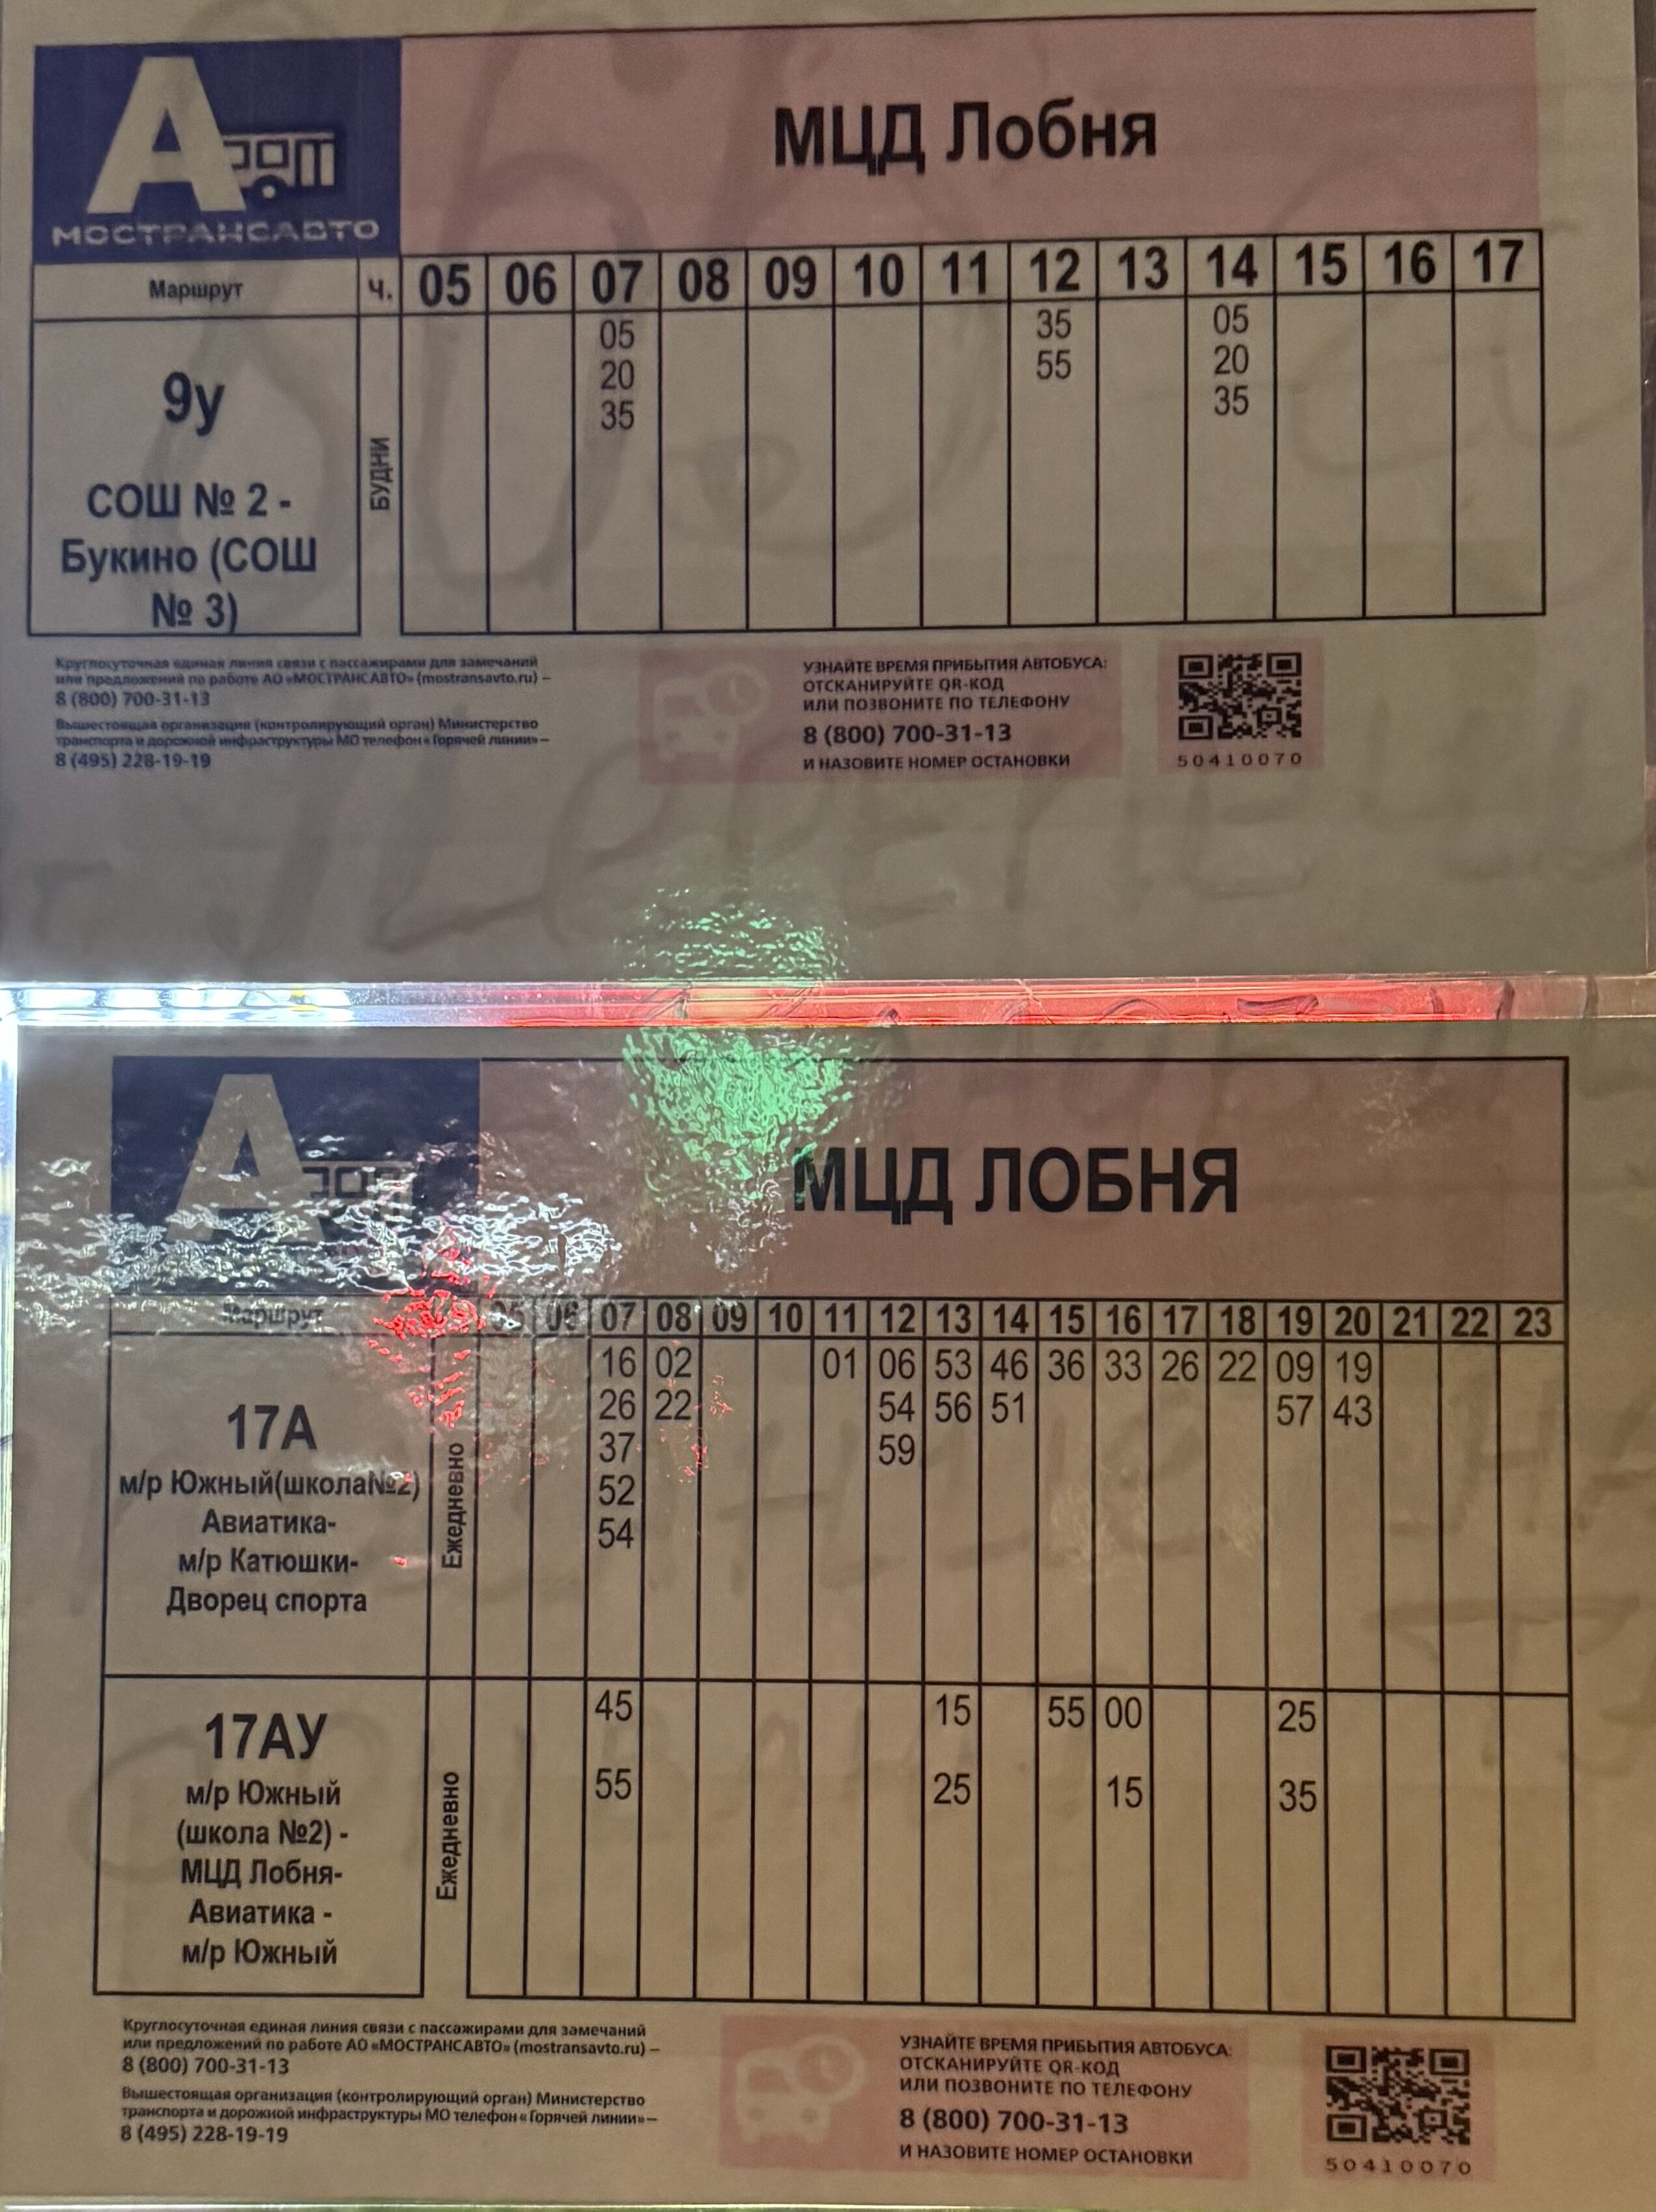 МОСТРАНСАВТО
МЦД Лобня
Маршрут Ч. 05 06 07 08 09 10 11 12 13 14 15 16 17
9у
СОШ № 2 -
Букино (СОШ
№ 3)
БУДНИ
05 35 05
20 55 20
35 35
Круглосуточная единая линия связи с пассажирами для замечаний
или предложений по работе АО «МОСТРАНСАВТО» (mostransavto.ru) –
8 (800) 700-31-13
Вышестоящая организация (контролирующий орган) Министерство
транспорта и дорожной инфраструктуры МО телефон «Горячей линии» –
8 (495) 228-19-19
УЗНАЙТЕ ВРЕМЯ ПРИБЫТИЯ АВТОБУСА:
ОТСКАНИРУЙТЕ QR-КОД
ИЛИ ПОЗВОНИТЕ ПО ТЕЛЕФОНУ
8 (800) 700-31-13
И НАЗОВИТЕ НОМЕР ОСТАНОВКИ
50410070
МЦД ЛОБНЯ
Маршрут 05 06 07 08 09 10 11 12 13 14 15 16 17 18 19 20 21 22 23
17А
м/р Южный(школа№2)
Авиатика-
м/р Катюшки-
Дворец спорта
Ежедневно
16 02 01 06 53 46 36 33 26 22 09 19
26 22 54 56 51 57 43
37 59
52
54
17АУ
м/р Южный
(школа №2) -
МЦД Лобня-
Авиатика -
м/р Южный
Ежедневно
45 15 55 00 25
55 25 15 35
Круглосуточная единая линия связи с пассажирами для замечаний
или предложений по работе АО «МОСТРАНСАВТО» (mostransavto.ru) –
8 (800) 700-31-13
Вышестоящая организация (контролирующий орган) Министерство
транспорта и дорожной инфраструктуры МО телефон «Горячей линии» –
8 (495) 228-19-19
УЗНАЙТЕ ВРЕМЯ ПРИБЫТИЯ АВТОБУСА:
ОТСКАНИРУЙТЕ QR-КОД
ИЛИ ПОЗВОНИТЕ ПО ТЕЛЕФОНУ
8 (800) 700-31-13
И НАЗОВИТЕ НОМЕР ОСТАНОВКИ
50410070